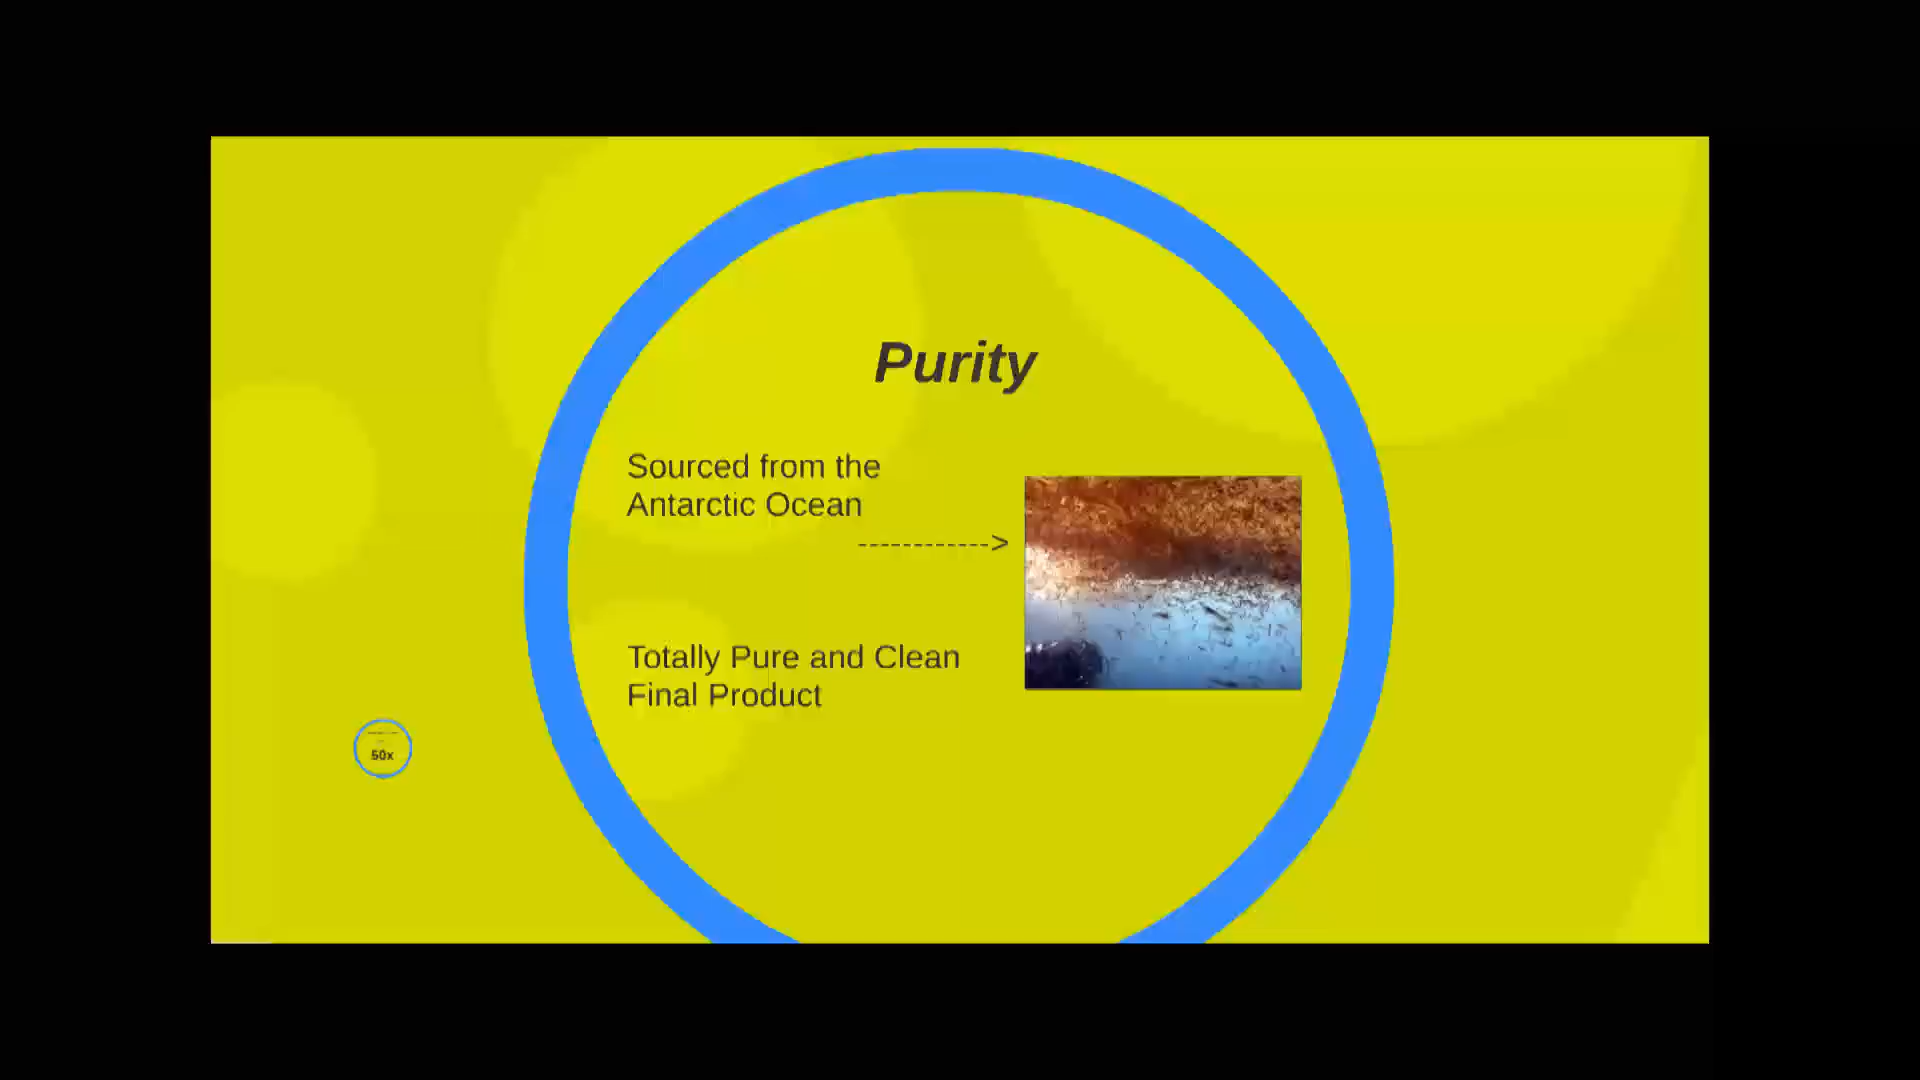 Purity
Sourced from the
Antarctic Ocean
------------>
Totally Pure and Clean
Final Product
50x